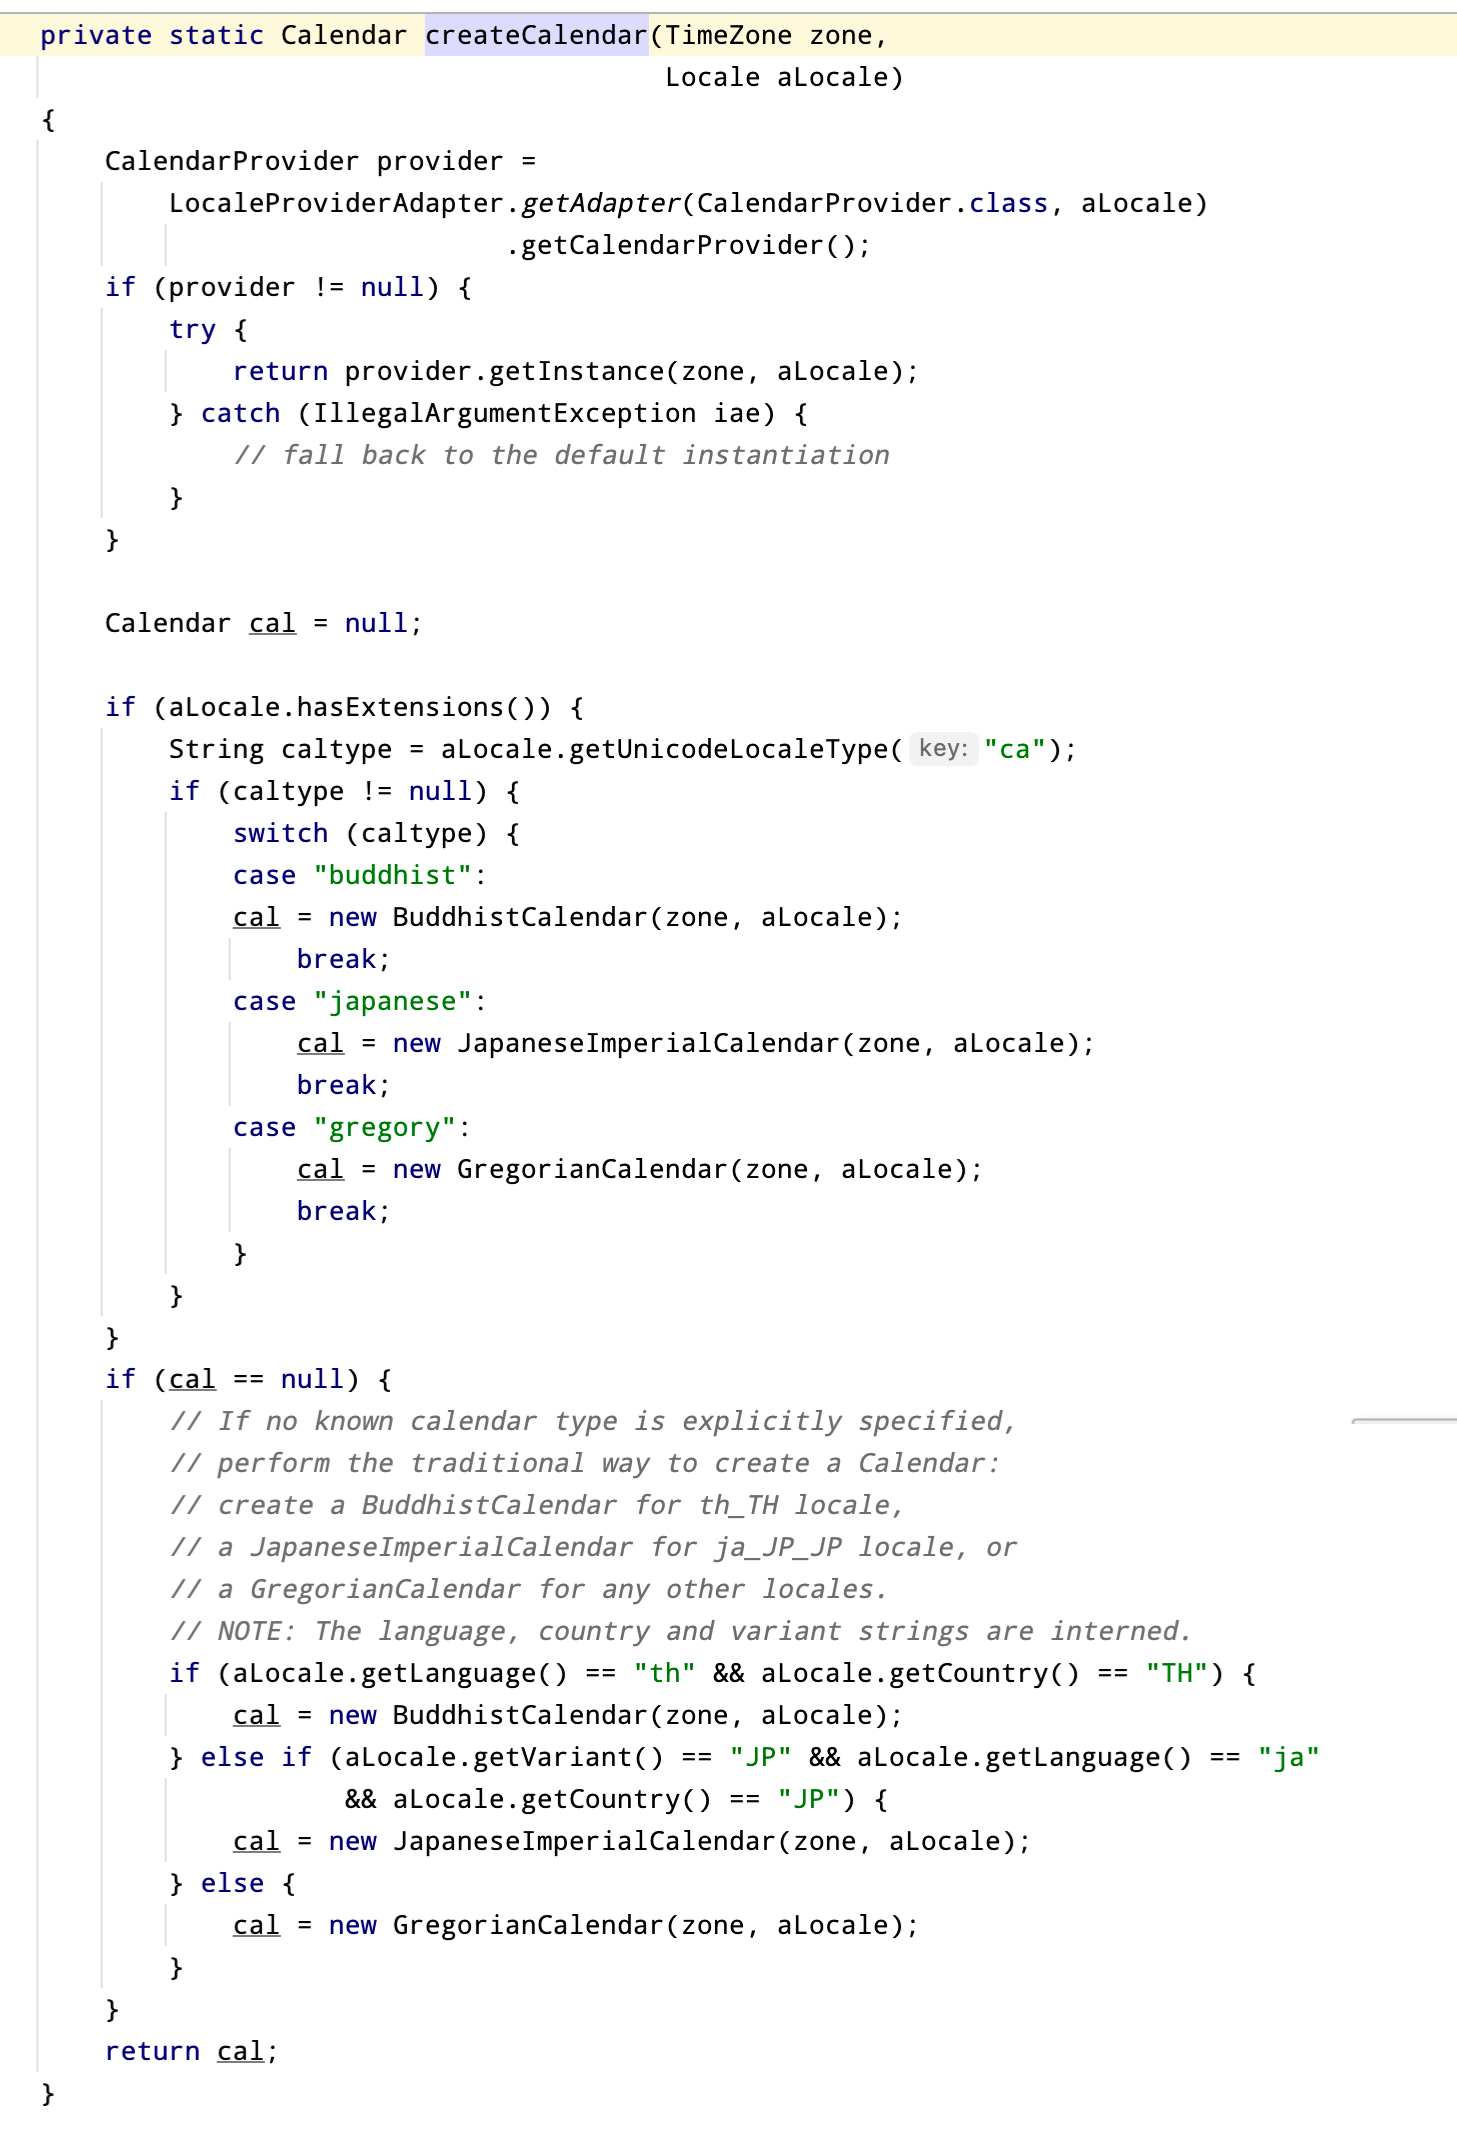 private static Calendar createCalendar(TimeZone zone,
                                       Locale aLocale)
{
    CalendarProvider provider =
        LocaleProviderAdapter.getAdapter(CalendarProvider.class, aLocale)
                             .getCalendarProvider();
    if (provider != null) {
        try {
            return provider.getInstance(zone, aLocale);
        } catch (IllegalArgumentException iae) {
            // fall back to the default instantiation
        }
    }

    Calendar cal = null;

    if (aLocale.hasExtensions()) {
        String caltype = aLocale.getUnicodeLocaleType( key: "ca");
        if (caltype != null) {
            switch (caltype) {
            case "buddhist":
            cal = new BuddhistCalendar(zone, aLocale);
                break;
            case "japanese":
                cal = new JapaneseImperialCalendar(zone, aLocale);
                break;
            case "gregory":
                cal = new GregorianCalendar(zone, aLocale);
                break;
            }
        }
    }
    if (cal == null) {
        // If no known calendar type is explicitly specified,
        // perform the traditional way to create a Calendar:
        // create a BuddhistCalendar for th_TH locale,
        // a JapaneseImperialCalendar for ja_JP_JP locale, or
        // a GregorianCalendar for any other locales.
        // NOTE: The language, country and variant strings are interned.
        if (aLocale.getLanguage() == "th" && aLocale.getCountry() == "TH") {
            cal = new BuddhistCalendar(zone, aLocale);
        } else if (aLocale.getVariant() == "JP" && aLocale.getLanguage() == "ja"
                   && aLocale.getCountry() == "JP") {
            cal = new JapaneseImperialCalendar(zone, aLocale);
        } else {
            cal = new GregorianCalendar(zone, aLocale);
        }
    }
    return cal;
}